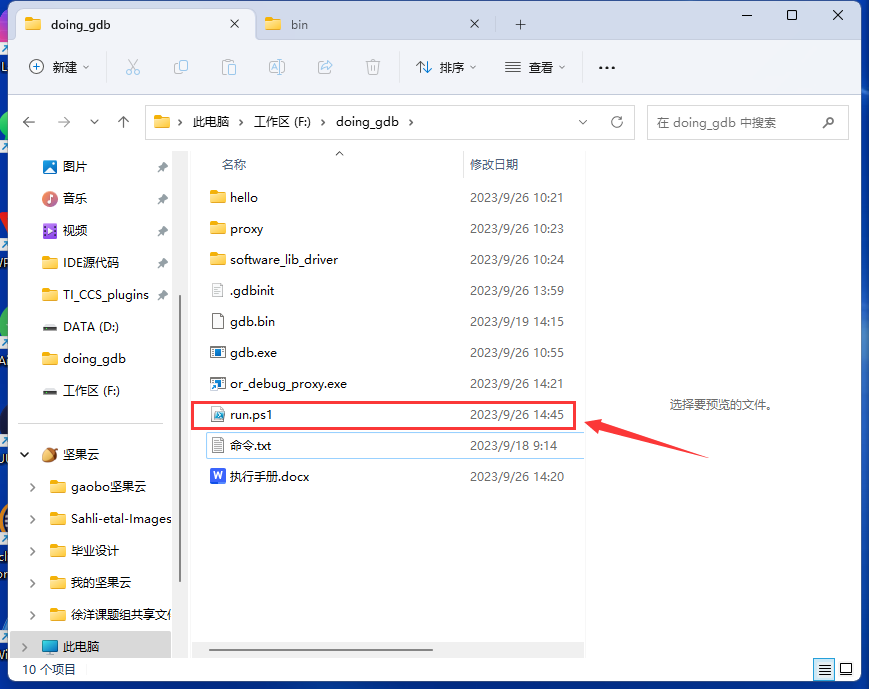 doing_gdb
bin
新建
排序
查看
此电脑 工作区 (F:) doing_gdb
在 doing_gdb 中搜索
图片
音乐
视频
IDE源代码
TI_CCS_plugins
DATA (D:)
doing_gdb
工作区 (F:)
坚果云
gaobo坚果云
Sahli-etal-Images
毕业设计
我的坚果云
徐洋课题组共享文
此电脑
名称 修改日期
hello 2023/9/26 10:21
proxy 2023/9/26 10:23
software_lib_driver 2023/9/26 10:24
.gdbinit 2023/9/26 13:59
gdb.bin 2023/9/19 14:15
gdb.exe 2023/9/26 10:55
or_debug_proxy.exe 2023/9/26 14:21
run.ps1 2023/9/26 14:45
命令.txt 2023/9/18 9:14
执行手册.docx 2023/9/26 14:20
选择要预览的文件。
10 个项目